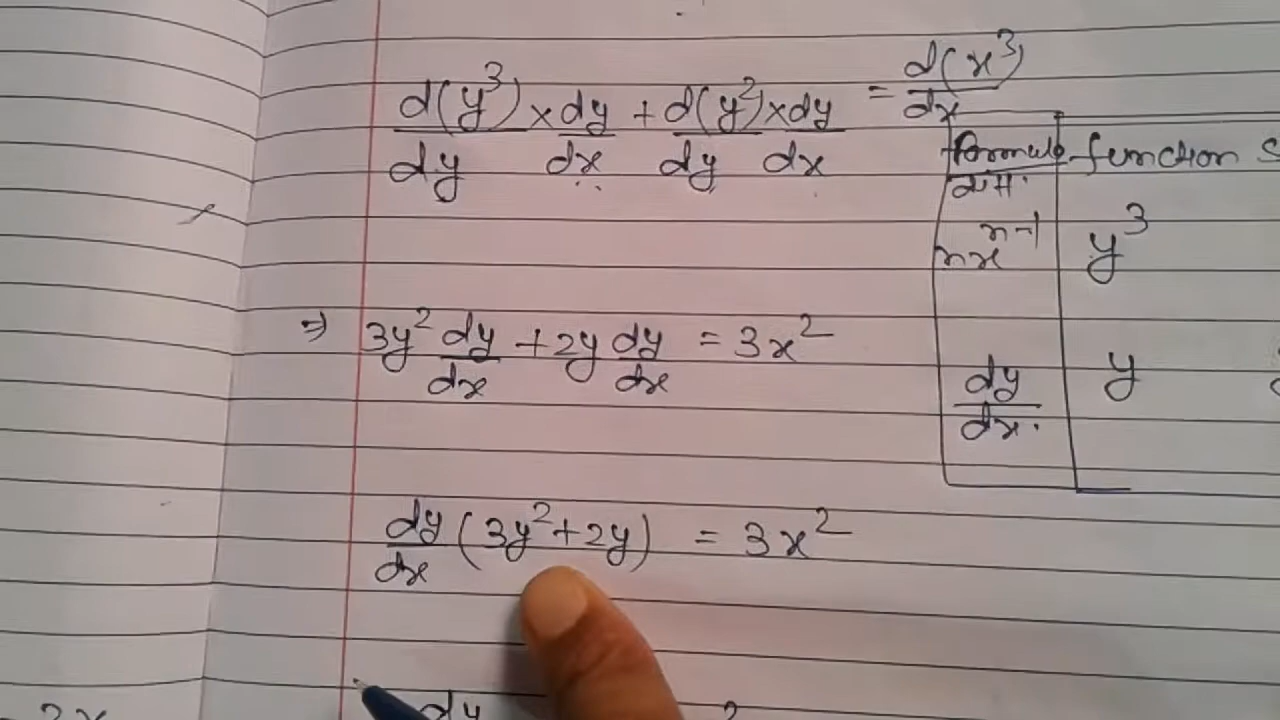 d(y³)/dy × dy/dx + d(y²)/dy × dy/dx = d(x³)/dx
function
nxⁿ⁻¹ y³
⇒ 3y² dy/dx + 2y dy/dx = 3x²
dy/dx y
dy/dx (3y² + 2y) = 3x²
dy